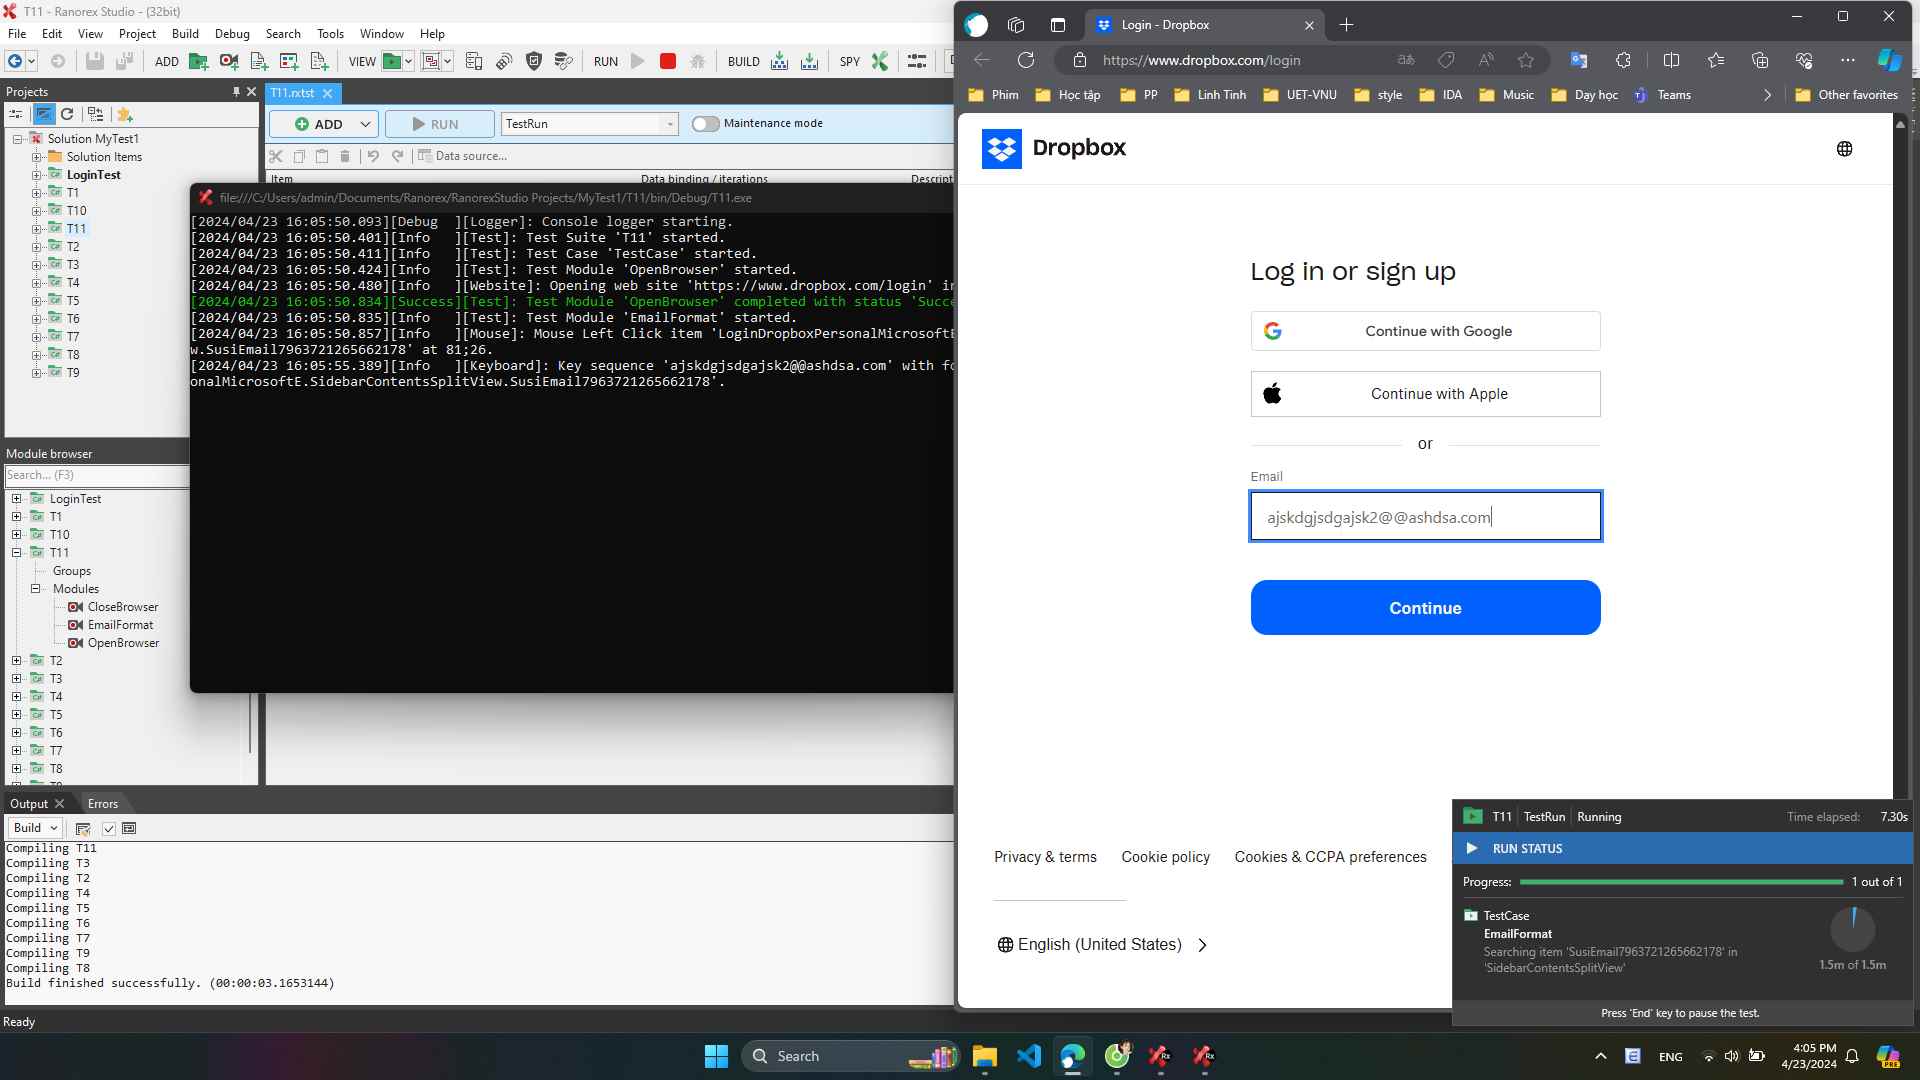 T11 - Ranorex Studio - (32bit)
File Edit View Project Build Debug Search Tools Window Help
ADD VIEW RUN BUILD SPY
Projects
Solution MyTest1
Solution Items
LoginTest
T1
T10
T11
T2
T3
T4
T5
T6
T7
T8
T9
T11.rxtst
ADD RUN TestRun Maintenance mode
Data source...
Item Data binding / iterations Descript
file:///C:/Users/admin/Documents/Ranorex/RanorexStudio Projects/MyTest1/T11/bin/Debug/T11.exe
[2024/04/23 16:05:50.093][Debug  ][Logger]: Console logger starting.
[2024/04/23 16:05:50.401][Info   ][Test]: Test Suite 'T11' started.
[2024/04/23 16:05:50.411][Info   ][Test]: Test Case 'TestCase' started.
[2024/04/23 16:05:50.424][Info   ][Test]: Test Module 'OpenBrowser' started.
[2024/04/23 16:05:50.480][Info   ][Website]: Opening web site 'https://www.dropbox.com/login' in
[2024/04/23 16:05:50.834][Success][Test]: Test Module 'OpenBrowser' completed with status 'Succe
[2024/04/23 16:05:50.835][Info   ][Test]: Test Module 'EmailFormat' started.
[2024/04/23 16:05:50.857][Info   ][Mouse]: Mouse Left Click item 'LoginDropboxPersonalMicrosoftE
w.SusiEmail7963721265662178' at 81;26.
[2024/04/23 16:05:55.389][Info   ][Keyboard]: Key sequence 'ajskdgjsdgajsk2@@ashdsa.com' with fo
onalMicrosoftE.SidebarContentsSplitView.SusiEmail7963721265662178'.
Module browser
Search... (F3)
LoginTest
T1
T10
T11
Groups
Modules
CloseBrowser
EmailFormat
OpenBrowser
T2
T3
T4
T5
T6
T7
T8
Output Errors
Build
Compiling T11
Compiling T3
Compiling T2
Compiling T4
Compiling T5
Compiling T6
Compiling T7
Compiling T9
Compiling T8
Build finished successfully. (00:00:03.1653144)
Ready
Login - Dropbox
https://www.dropbox.com/login
Phim Học tập PP Linh Tinh UET-VNU style IDA Music Dạy học Teams Other favorites
Dropbox
Log in or sign up
Continue with Google
Continue with Apple
or
Email
ajskdgjsdgajsk2@@ashdsa.com
Continue
Privacy & terms Cookie policy Cookies & CCPA preferences
English (United States)
T11 TestRun Running Time elapsed: 7.30s
RUN STATUS
Progress: 1 out of 1
TestCase
EmailFormat
Searching item 'SusiEmail7963721265662178' in
'SidebarContentsSplitView'
1.5m of 1.5m
Press 'End' key to pause the test.
Search
ENG
4:05 PM
4/23/2024